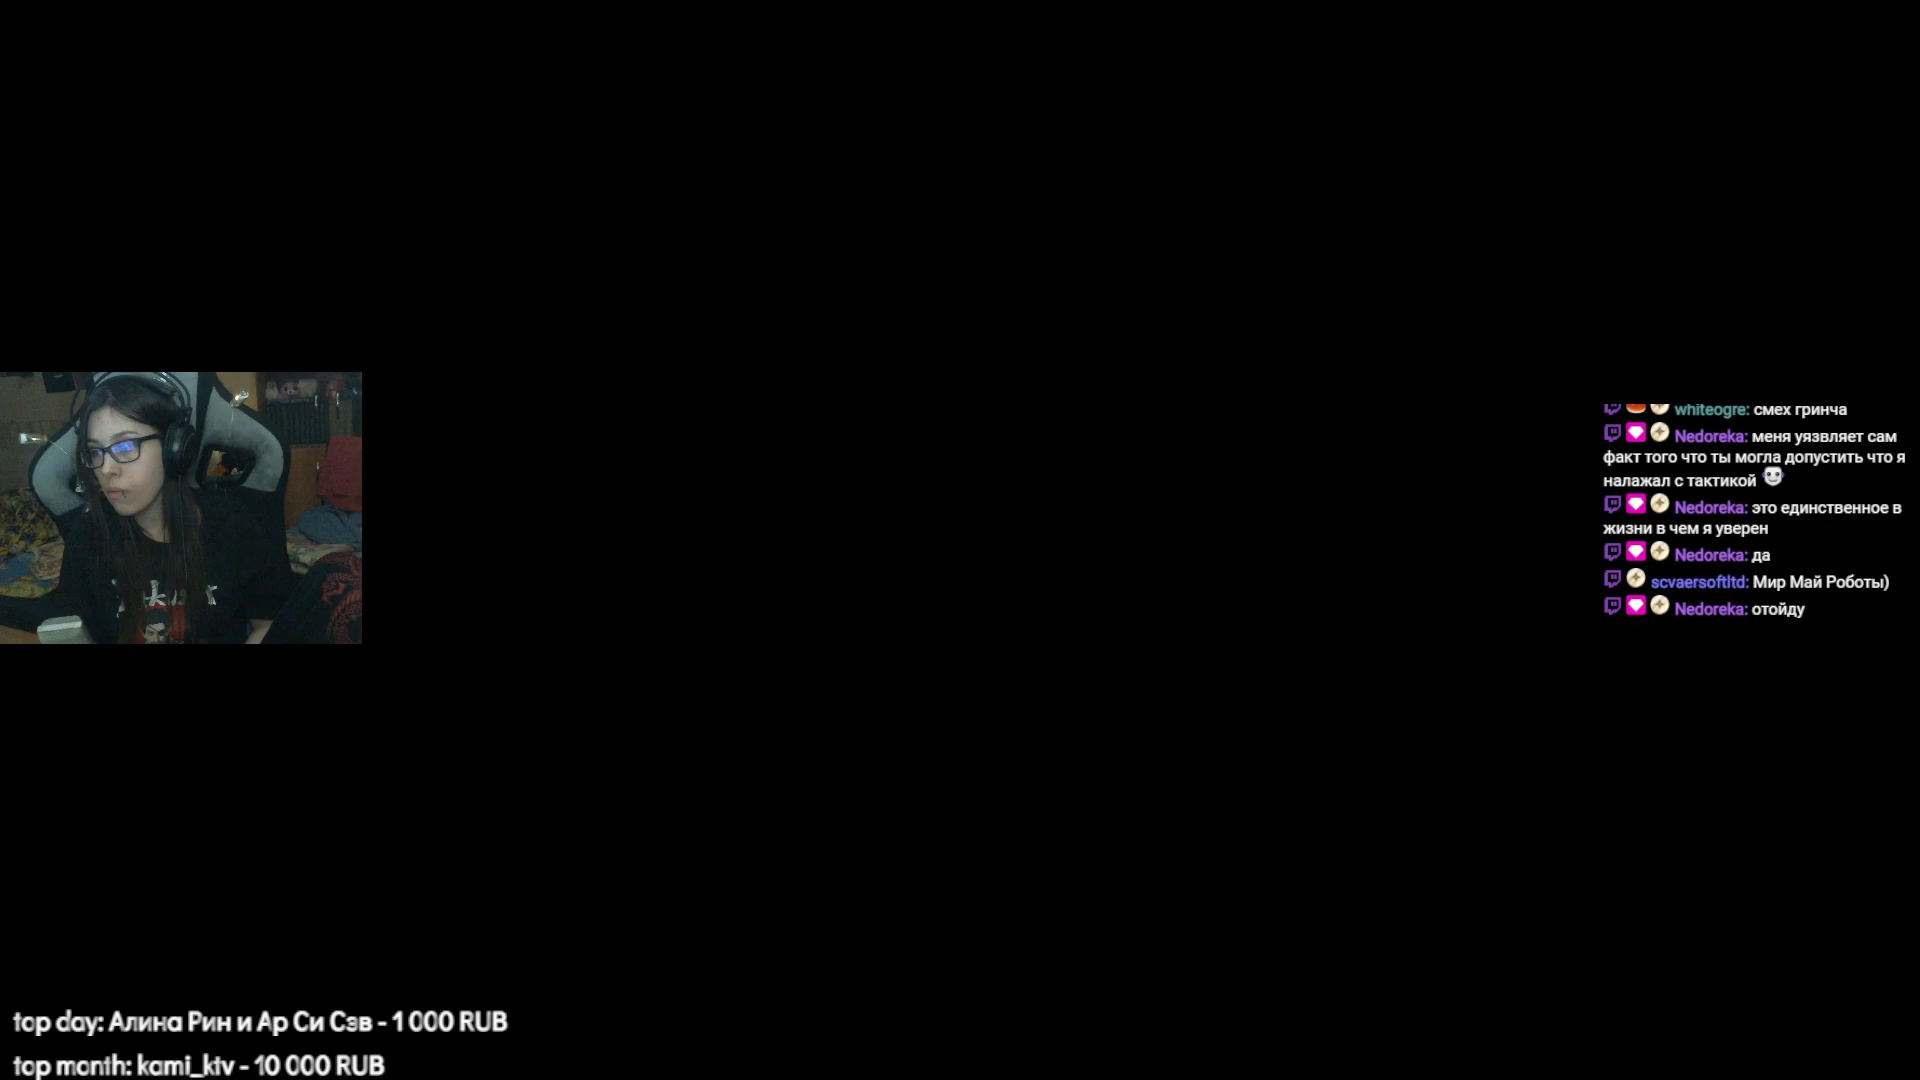 whiteogre: смех гринча
Nedoreka: меня уязвляет сам
факт того что ты могла допустить что я
налажал с тактикой
Nedoreka: это единственное в
жизни в чем я уверен
Nedoreka: да
scvaersoftltd: Мир Май Роботы)
Nedoreka: отойду
top day: Алина Рин и Ар Си Сэв - 1 000 RUB
top month: kami_ktv - 10 000 RUB